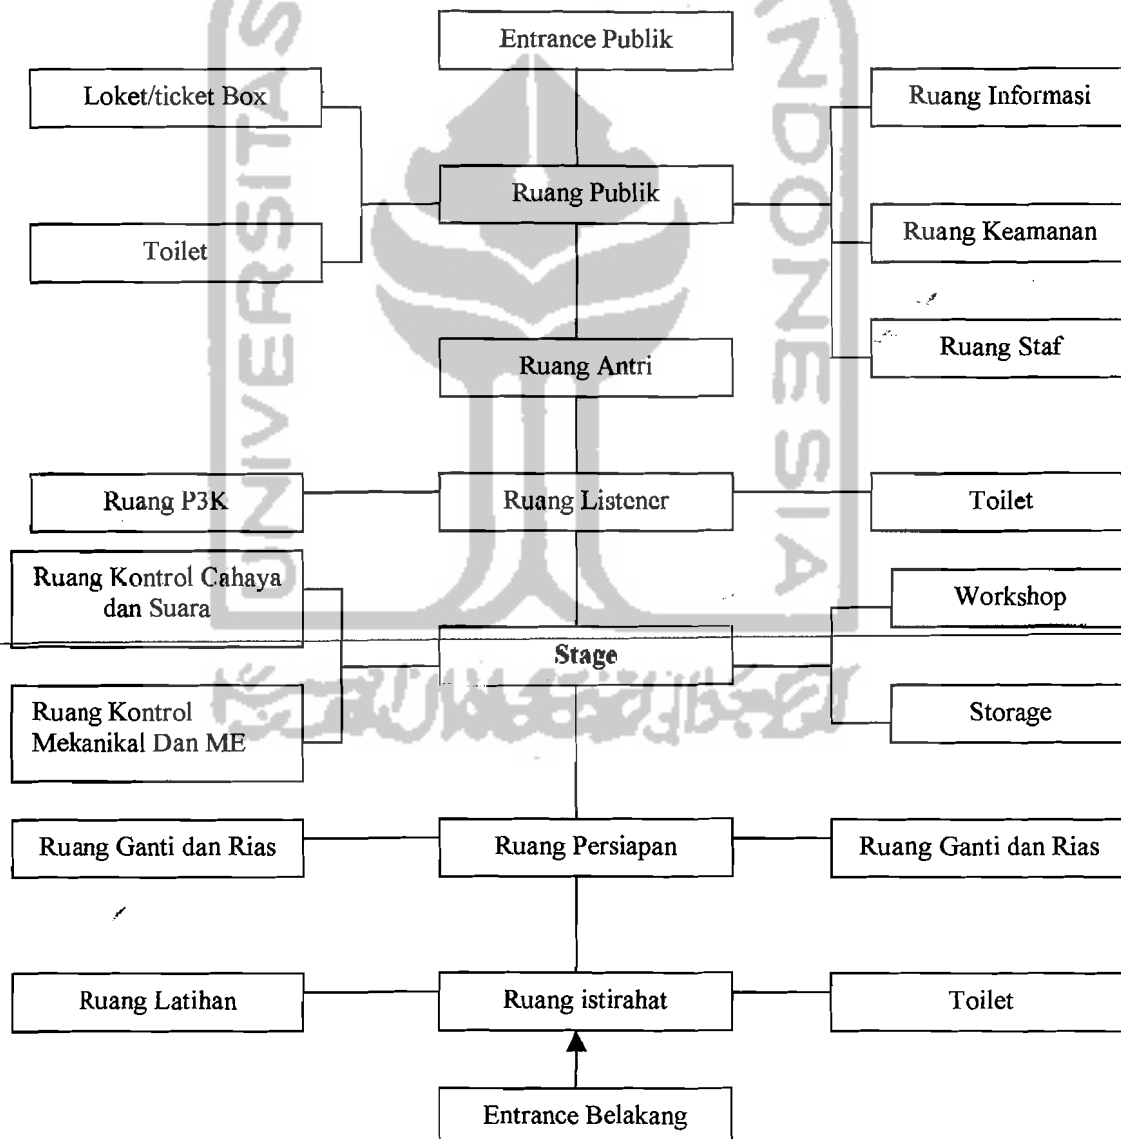 Entrance Publik
Loket/ticket Box
Ruang Informasi
Ruang Publik
Toilet
Ruang Keamanan
Ruang Antri
Ruang Staf
Ruang P3K
Ruang Listener
Toilet
Ruang Kontrol Cahaya
dan Suara
Workshop
Stage
Ruang Kontrol
Mekanikal Dan ME
Storage
Ruang Ganti dan Rias
Ruang Persiapan
Ruang Ganti dan Rias
Ruang Latihan
Ruang istirahat
Toilet
Entrance Belakang
UNIVERSITAS
INDONESIA